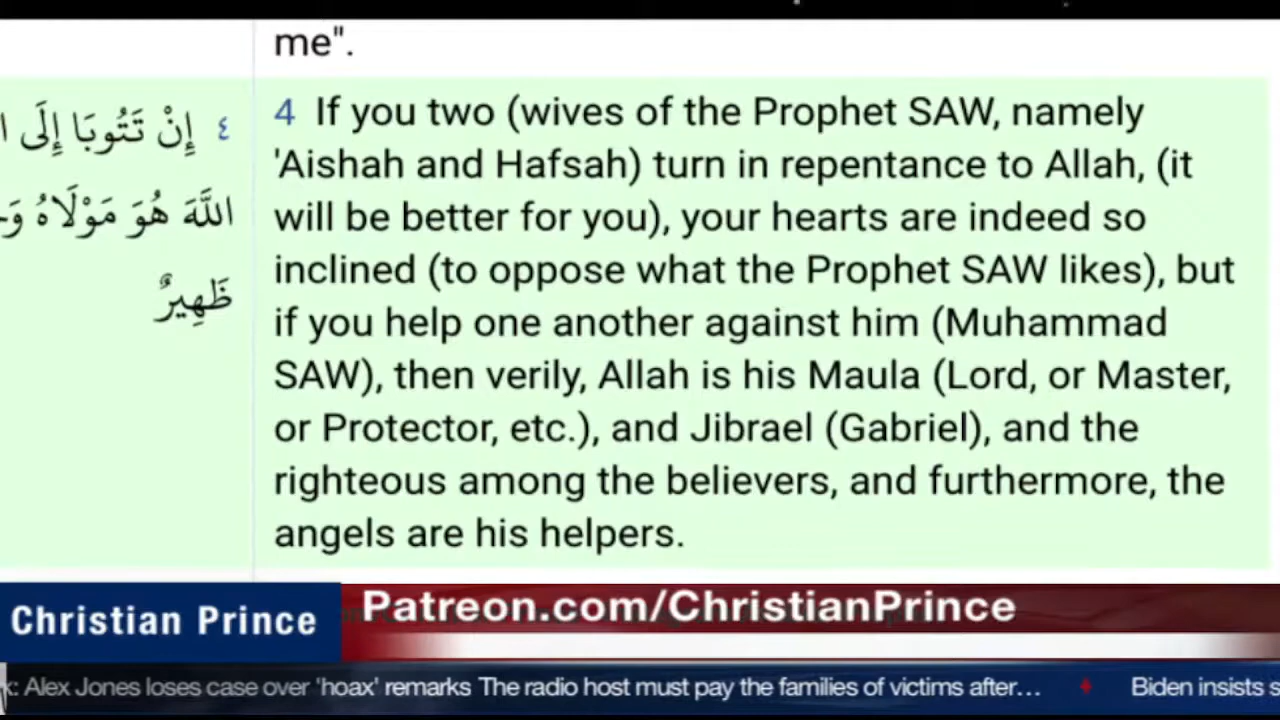 me".
٤ إِنْ تَتُوبَا إِلَى
اللَّهَ هُوَ مَوْلَاهُ
ظَهِيرٌ
4 If you two (wives of the Prophet SAW, namely
'Aishah and Hafsah) turn in repentance to Allah, (it
will be better for you), your hearts are indeed so
inclined (to oppose what the Prophet SAW likes), but
if you help one another against him (Muhammad
SAW), then verily, Allah is his Maula (Lord, or Master,
or Protector, etc.), and Jibrael (Gabriel), and the
righteous among the believers, and furthermore, the
angels are his helpers.
Christian Prince
Patreon.com/ChristianPrince
: Alex Jones loses case over 'hoax' remarks The radio host must pay the families of victims after... Biden insists